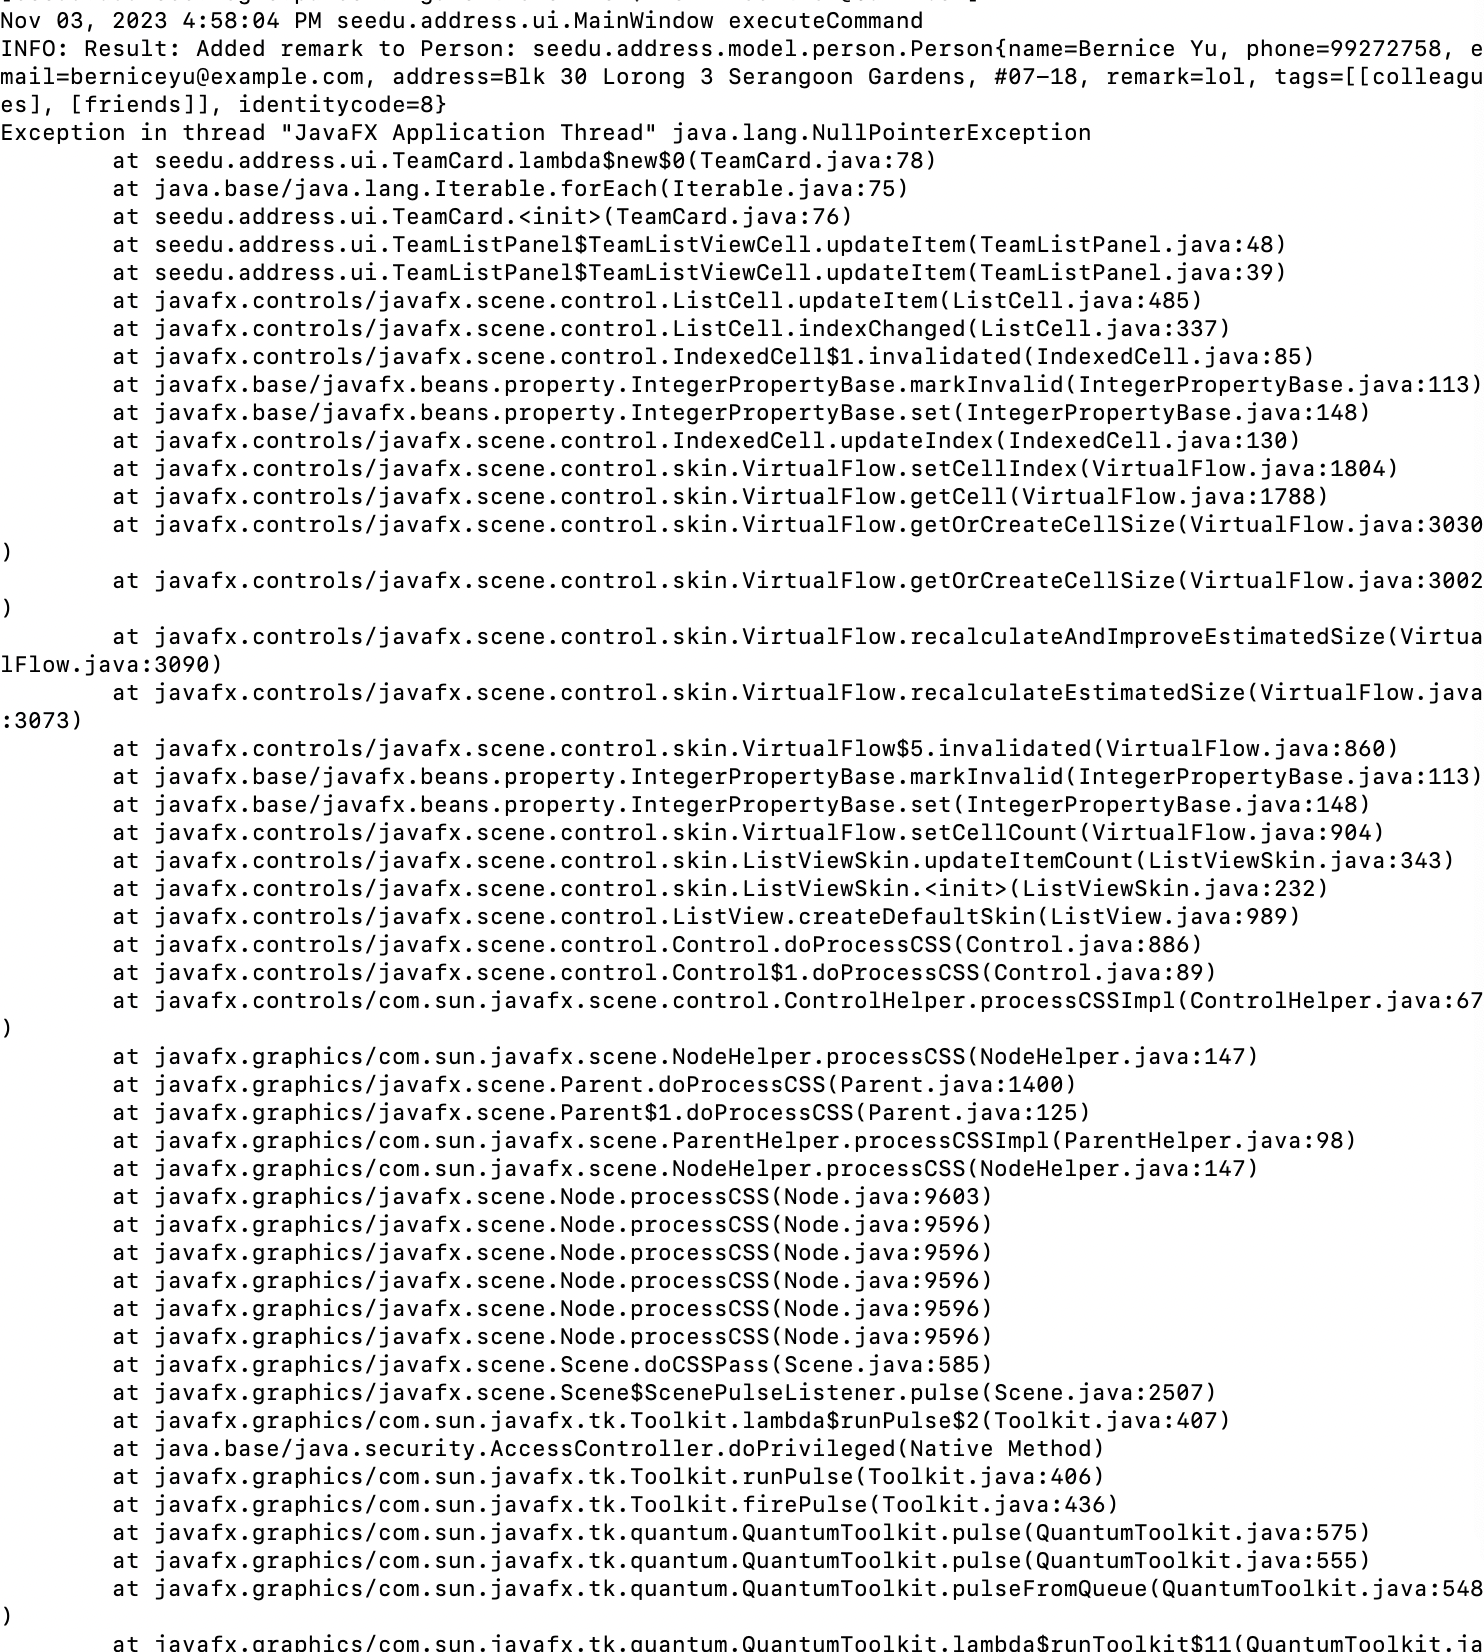 Nov 03, 2023 4:58:04 PM seedu.address.ui.MainWindow executeCommand
INFO: Result: Added remark to Person: seedu.address.model.person.Person{name=Bernice Yu, phone=99272758, e
mail=berniceyu@example.com, address=Blk 30 Lorong 3 Serangoon Gardens, #07-18, remark=lol, tags=[[colleagu
es], [friends]], identitycode=8}
Exception in thread "JavaFX Application Thread" java.lang.NullPointerException
        at seedu.address.ui.TeamCard.lambda$new$0(TeamCard.java:78)
        at java.base/java.lang.Iterable.forEach(Iterable.java:75)
        at seedu.address.ui.TeamCard.<init>(TeamCard.java:76)
        at seedu.address.ui.TeamListPanel$TeamListViewCell.updateItem(TeamListPanel.java:48)
        at seedu.address.ui.TeamListPanel$TeamListViewCell.updateItem(TeamListPanel.java:39)
        at javafx.controls/javafx.scene.control.ListCell.updateItem(ListCell.java:485)
        at javafx.controls/javafx.scene.control.ListCell.indexChanged(ListCell.java:337)
        at javafx.controls/javafx.scene.control.IndexedCell$1.invalidated(IndexedCell.java:85)
        at javafx.base/javafx.beans.property.IntegerPropertyBase.markInvalid(IntegerPropertyBase.java:113)
        at javafx.base/javafx.beans.property.IntegerPropertyBase.set(IntegerPropertyBase.java:148)
        at javafx.controls/javafx.scene.control.IndexedCell.updateIndex(IndexedCell.java:130)
        at javafx.controls/javafx.scene.control.skin.VirtualFlow.setCellIndex(VirtualFlow.java:1804)
        at javafx.controls/javafx.scene.control.skin.VirtualFlow.getCell(VirtualFlow.java:1788)
        at javafx.controls/javafx.scene.control.skin.VirtualFlow.getOrCreateCellSize(VirtualFlow.java:3030
)
        at javafx.controls/javafx.scene.control.skin.VirtualFlow.getOrCreateCellSize(VirtualFlow.java:3002
)
        at javafx.controls/javafx.scene.control.skin.VirtualFlow.recalculateAndImproveEstimatedSize(Virtua
lFlow.java:3090)
        at javafx.controls/javafx.scene.control.skin.VirtualFlow.recalculateEstimatedSize(VirtualFlow.java
:3073)
        at javafx.controls/javafx.scene.control.skin.VirtualFlow$5.invalidated(VirtualFlow.java:860)
        at javafx.base/javafx.beans.property.IntegerPropertyBase.markInvalid(IntegerPropertyBase.java:113)
        at javafx.base/javafx.beans.property.IntegerPropertyBase.set(IntegerPropertyBase.java:148)
        at javafx.controls/javafx.scene.control.skin.VirtualFlow.setCellCount(VirtualFlow.java:904)
        at javafx.controls/javafx.scene.control.skin.ListViewSkin.updateItemCount(ListViewSkin.java:343)
        at javafx.controls/javafx.scene.control.skin.ListViewSkin.<init>(ListViewSkin.java:232)
        at javafx.controls/javafx.scene.control.ListView.createDefaultSkin(ListView.java:989)
        at javafx.controls/javafx.scene.control.Control.doProcessCSS(Control.java:886)
        at javafx.controls/javafx.scene.control.Control$1.doProcessCSS(Control.java:89)
        at javafx.controls/com.sun.javafx.scene.control.ControlHelper.processCSSImpl(ControlHelper.java:67
)
        at javafx.graphics/com.sun.javafx.scene.NodeHelper.processCSS(NodeHelper.java:147)
        at javafx.graphics/javafx.scene.Parent.doProcessCSS(Parent.java:1400)
        at javafx.graphics/javafx.scene.Parent$1.doProcessCSS(Parent.java:125)
        at javafx.graphics/com.sun.javafx.scene.ParentHelper.processCSSImpl(ParentHelper.java:98)
        at javafx.graphics/com.sun.javafx.scene.NodeHelper.processCSS(NodeHelper.java:147)
        at javafx.graphics/javafx.scene.Node.processCSS(Node.java:9603)
        at javafx.graphics/javafx.scene.Node.processCSS(Node.java:9596)
        at javafx.graphics/javafx.scene.Node.processCSS(Node.java:9596)
        at javafx.graphics/javafx.scene.Node.processCSS(Node.java:9596)
        at javafx.graphics/javafx.scene.Node.processCSS(Node.java:9596)
        at javafx.graphics/javafx.scene.Node.processCSS(Node.java:9596)
        at javafx.graphics/javafx.scene.Scene.doCSSPass(Scene.java:585)
        at javafx.graphics/javafx.scene.Scene$ScenePulseListener.pulse(Scene.java:2507)
        at javafx.graphics/com.sun.javafx.tk.Toolkit.lambda$runPulse$2(Toolkit.java:407)
        at java.base/java.security.AccessController.doPrivileged(Native Method)
        at javafx.graphics/com.sun.javafx.tk.Toolkit.runPulse(Toolkit.java:406)
        at javafx.graphics/com.sun.javafx.tk.Toolkit.firePulse(Toolkit.java:436)
        at javafx.graphics/com.sun.javafx.tk.quantum.QuantumToolkit.pulse(QuantumToolkit.java:575)
        at javafx.graphics/com.sun.javafx.tk.quantum.QuantumToolkit.pulse(QuantumToolkit.java:555)
        at javafx.graphics/com.sun.javafx.tk.quantum.QuantumToolkit.pulseFromQueue(QuantumToolkit.java:548
)
        at javafx.graphics/com.sun.javafx.tk.quantum.QuantumToolkit.lambda$runToolkit$11(QuantumToolkit.ja